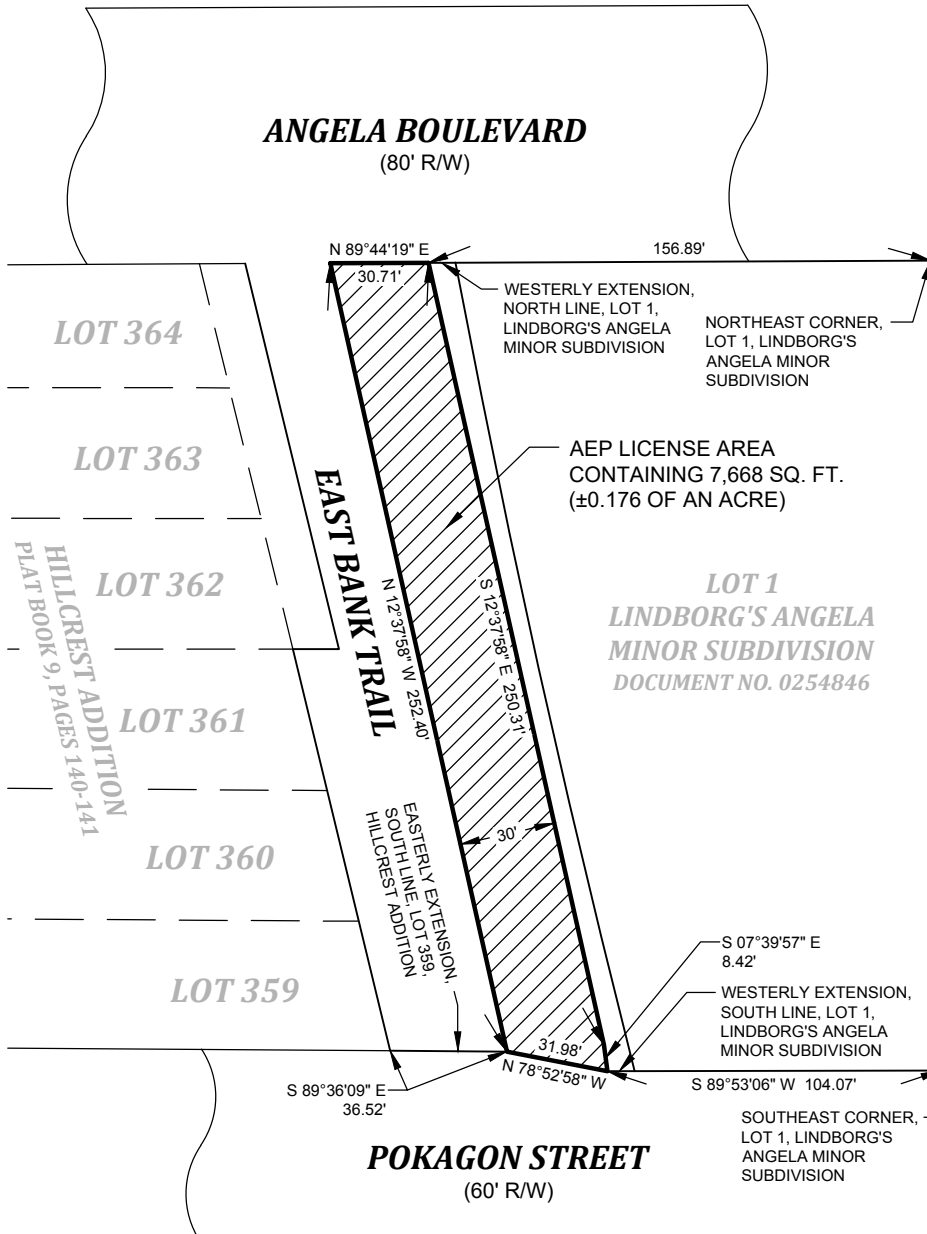 ANGELA BOULEVARD
(80' R/W)
N 89°44'19" E
30.71'
156.89'
WESTERLY EXTENSION,
NORTH LINE, LOT 1,
LINDBORG'S ANGELA
MINOR SUBDIVISION
NORTHEAST CORNER,
LOT 1, LINDBORG'S
ANGELA MINOR
SUBDIVISION
LOT 364
LOT 363
LOT 362
LOT 361
LOT 360
LOT 359
HILLCREST ADDITION
PLAT BOOK 9, PAGES 140-141
EAST BANK TRAIL
N 12°37'58" W 252.40'
S 12°37'58" E 250.31'
AEP LICENSE AREA
CONTAINING 7,668 SQ. FT.
(±0.176 OF AN ACRE)
LOT 1
LINDBORG'S ANGELA
MINOR SUBDIVISION
DOCUMENT NO. 0254846
30'
EASTERLY EXTENSION,
SOUTH LINE, LOT 359,
HILLCREST ADDITION
S 07°39'57" E
8.42'
WESTERLY EXTENSION,
SOUTH LINE, LOT 1,
LINDBORG'S ANGELA
MINOR SUBDIVISION
31.98'
N 78°52'58" W
S 89°36'09" E
36.52'
S 89°53'06" W 104.07'
SOUTHEAST CORNER,
LOT 1, LINDBORG'S
ANGELA MINOR
SUBDIVISION
POKAGON STREET
(60' R/W)